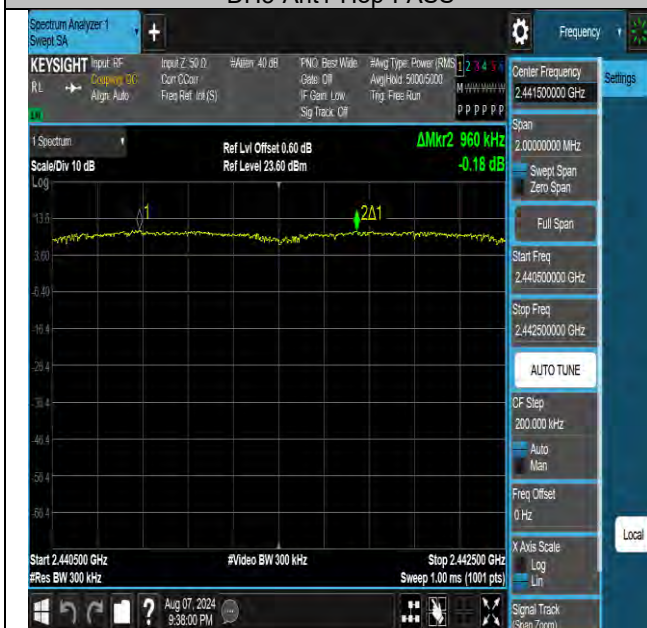 Spectrum Analyzer 1
Swept SA
Frequency
KEYSIGHT
Input: RF
Coupling: DC
Align: Auto
Input Z: 50 Ω
Corr CCorr
Freq Ref: Int (S)
#Atten: 40 dB
PNO: Best Wide
Gate: Off
IF Gain: Low
Sig Track: Off
#Avg Type: Power (RMS
Avg|Hold: 5000/5000
Trig: Free Run
1 2 3 4 5 6
M W W W W W
P P P P P P
RL
1 Spectrum
Scale/Div 10 dB
Log
Ref Lvl Offset 0.60 dB
Ref Level 23.60 dBm
ΔMkr2 960 kHz
-0.18 dB
1
2Δ1
13.6
3.60
-6.40
-16.4
-26.4
-36.4
-46.4
-56.4
-66.4
Start 2.440500 GHz
#Res BW 300 kHz
#Video BW 300 kHz
Stop 2.442500 GHz
Sweep 1.00 ms (1001 pts)
Aug 07, 2024
9:38:00 PM
Center Frequency
2.441500000 GHz
Settings
Span
2.00000000 MHz
Swept Span
Zero Span
Full Span
Start Freq
2.440500000 GHz
Stop Freq
2.442500000 GHz
AUTO TUNE
CF Step
200.000 kHz
Auto
Man
Freq Offset
0 Hz
X Axis Scale
Log
Lin
Local
Signal Track
(Span Zoom)